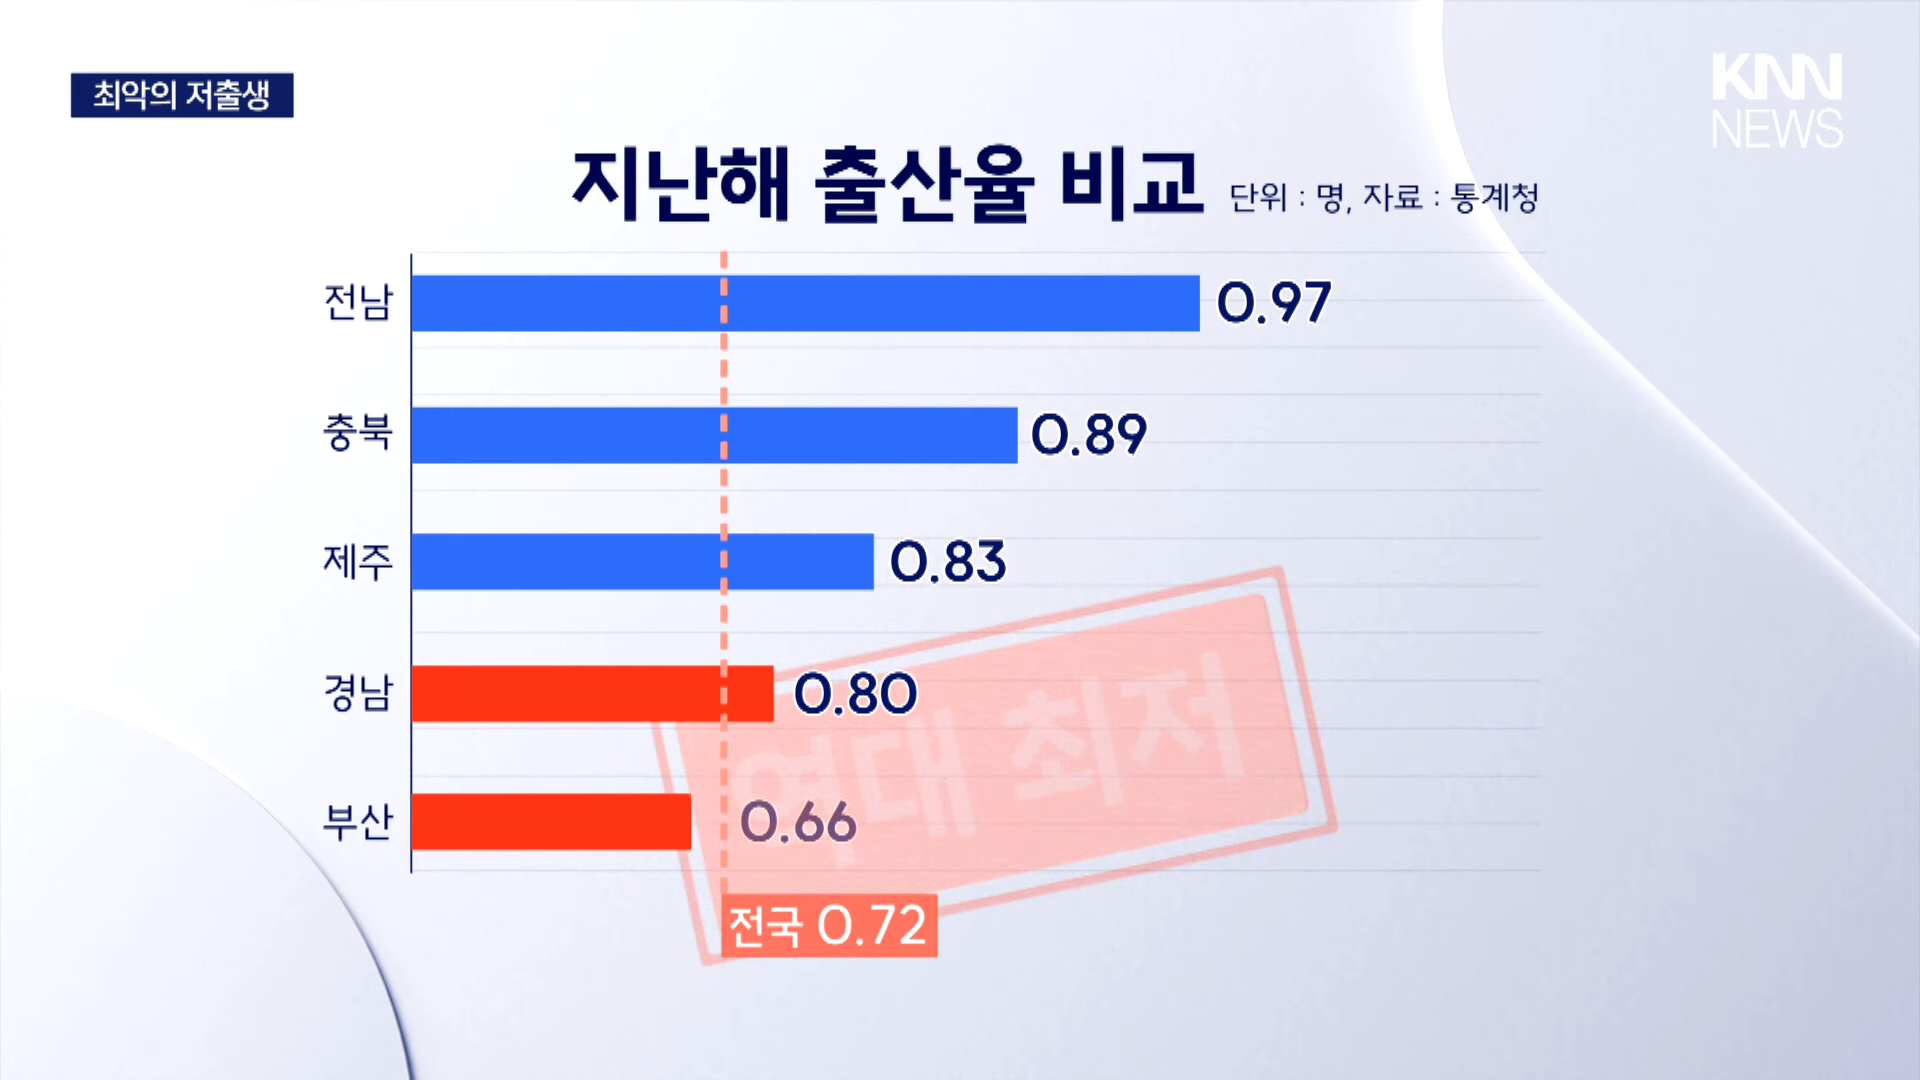 최악의 저출생
KNN
NEWS
지난해 출산율 비교 단위 : 명, 자료 : 통계청
전남 0.97
충북 0.89
제주 0.83
경남 0.80
부산 0.66
역대 최저
전국 0.72